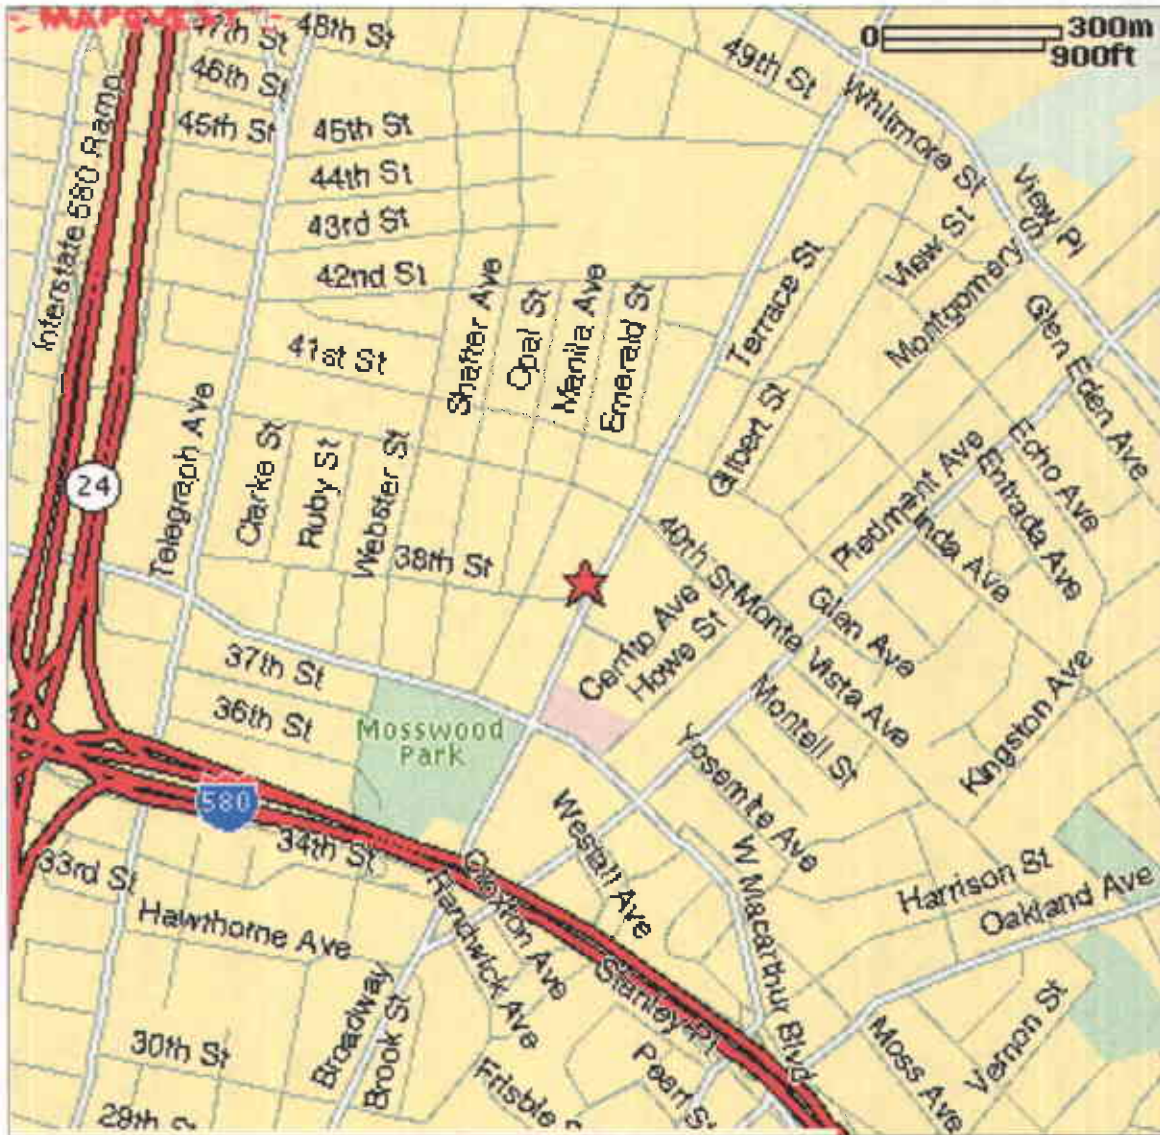 MAPQUEST
0 300m
900ft
47th St
48th St
49th St
46th St
45th St
45th St
Whitmore St
Interstate 580 Ramp
44th St
43rd St
42nd St
View Pl
View St
Montgomery St
Terrace St
Glen Eden Ave
Shafter Ave
Opal St
Manila Ave
Emerald St
41st St
Gilbert St
Echo Ave
Entrada Ave
Piedmont Ave
Linda Ave
24
Telegraph Ave
Clarke St
Ruby St
Webster St
38th St
40th St
Monte Vista Ave
Glen Ave
Cerrito Ave
Howe St
37th St
36th St
Mosswood
Park
Montell St
Kingston Ave
Yosemite Ave
580
34th St
33rd St
Westall Ave
W Macarthur Blvd
Harrison St
Oakland Ave
Hawthorne Ave
Hardwick Ave
Stanley Pl
Broadway
Brook St
30th St
29th
Frisbie
Pearl St
Moss Ave
Vernon St